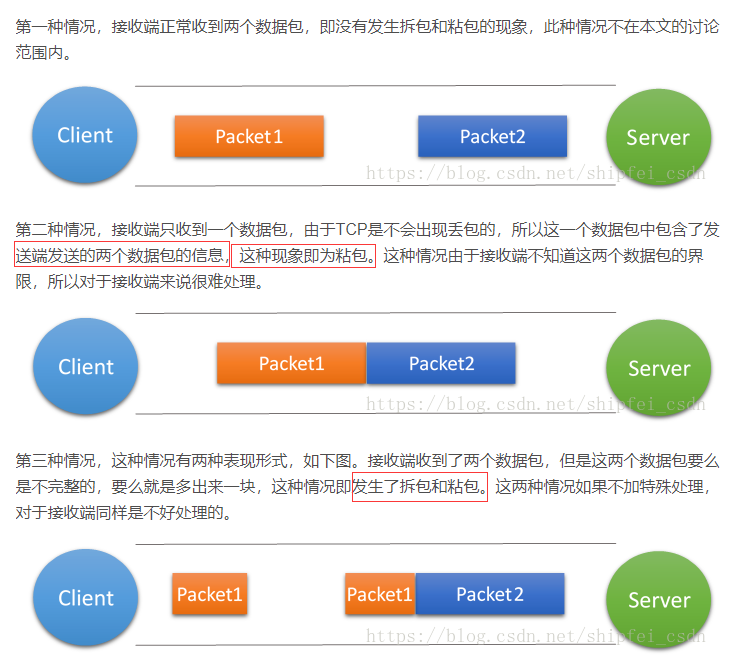 第一种情况，接收端正常收到两个数据包，即没有发生拆包和粘包的现象，此种情况不在本文的讨论
范围内。
Client Packet1 Packet2 Server
https://blog.csdn.net/shipfei_csdn
第二种情况，接收端只收到一个数据包，由于TCP是不会出现丢包的，所以这一个数据包中包含了发
送端发送的两个数据包的信息，这种现象即为粘包。这种情况由于接收端不知道这两个数据包的界
限，所以对于接收端来说很难处理。
Client Packet1 Packet2 Server
https://blog.csdn.net/shipfei_csdn
第三种情况，这种情况有两种表现形式，如下图。接收端收到了两个数据包，但是这两个数据包要么
是不完整的，要么就是多出来一块，这种情况即发生了拆包和粘包。这两种情况如果不加特殊处理，
对于接收端同样是不好处理的。
Client Packet1 Packet1 Packet2 Server
https://blog.csdn.net/shipfei_csdn